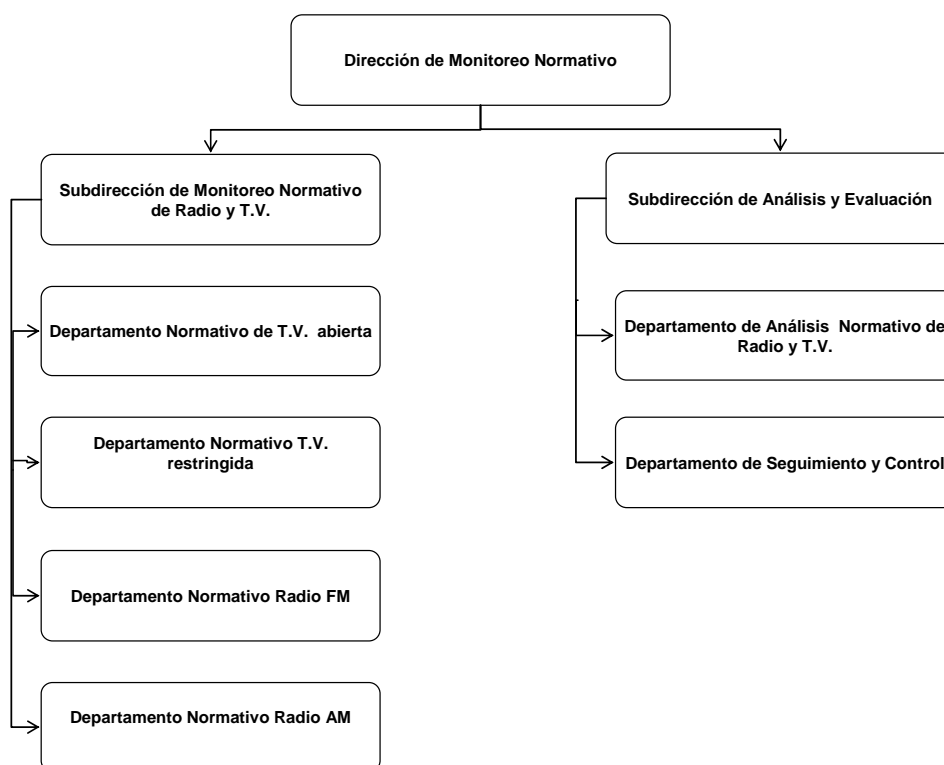 Dirección de Monitoreo Normativo
Subdirección de Monitoreo Normativo
de Radio y T.V.
Departamento Normativo de T.V. abierta
Departamento Normativo T.V.
restringida
Departamento Normativo Radio FM
Departamento Normativo Radio AM
Subdirección de Análisis y Evaluación
Departamento de Análisis Normativo de
Radio y T.V.
Departamento de Seguimiento y Control